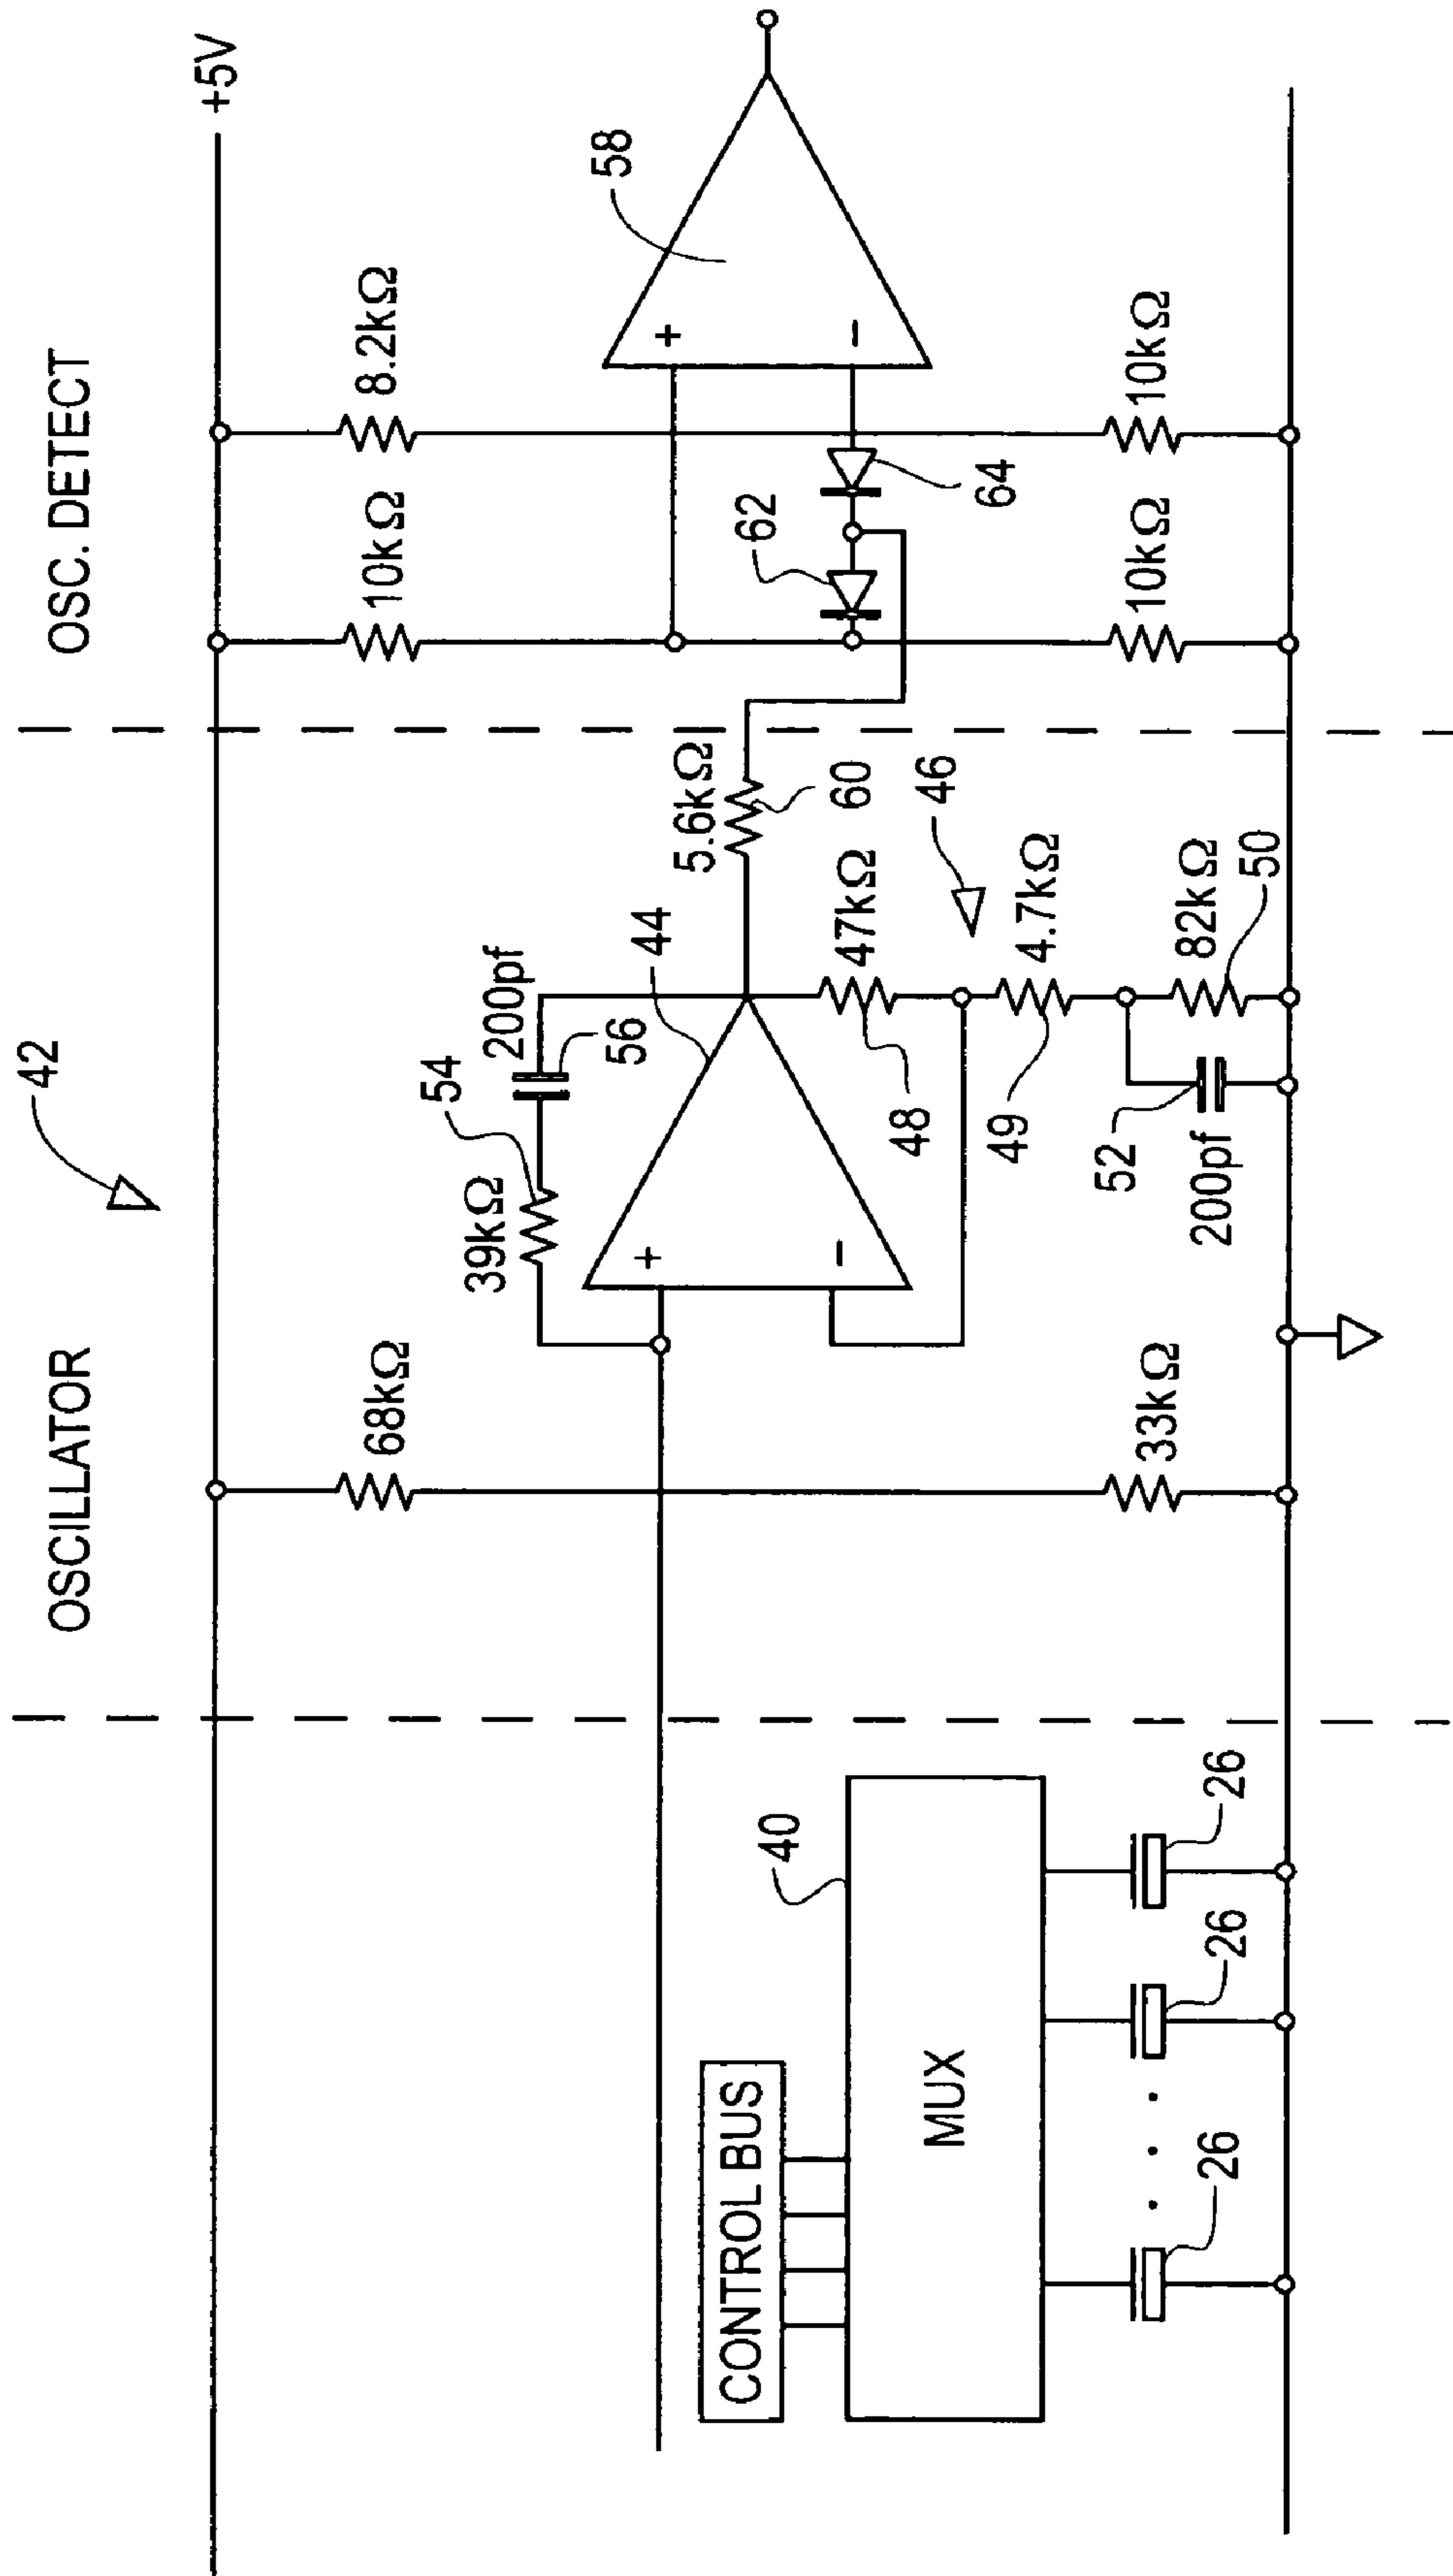 42
OSCILLATOR
OSC. DETECT
+5V
68kΩ
10kΩ
8.2kΩ
39kΩ
54
200pf
56
44
+
−
5.6kΩ
60
62
64
58
+
−
CONTROL BUS
40
MUX
47kΩ
48
46
49
4.7kΩ
52
200pf
82kΩ
50
33kΩ
10kΩ
10kΩ
26
26
26